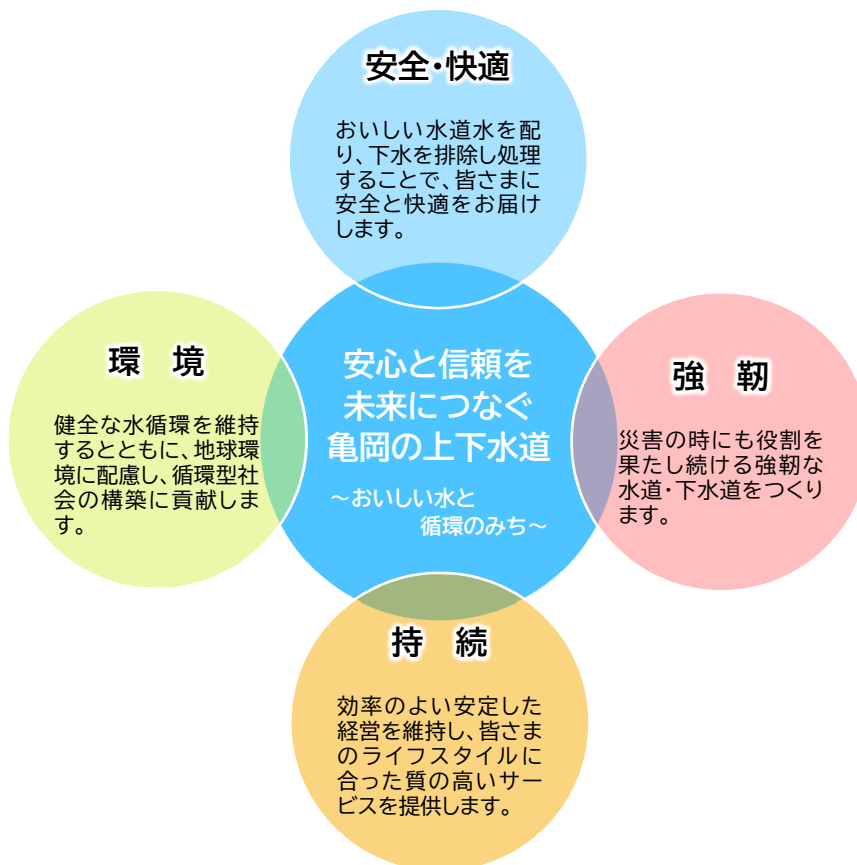 安全・快適
おいしい水道水を配
り、下水を排除し処理
することで、皆さまに
安全と快適をお届け
します。
環　境
健全な水循環を維持
するとともに、地球環
境に配慮し、循環型社
会の構築に貢献しま
す。
安心と信頼を
未来につなぐ
亀岡の上下水道
～おいしい水と
循環のみち～
強　靭
災害の時にも役割を
果たし続ける強靭な
水道・下水道をつくり
ます。
持　続
効率のよい安定した
経営を維持し、皆さま
のライフスタイルに
合った質の高いサー
ビスを提供します。